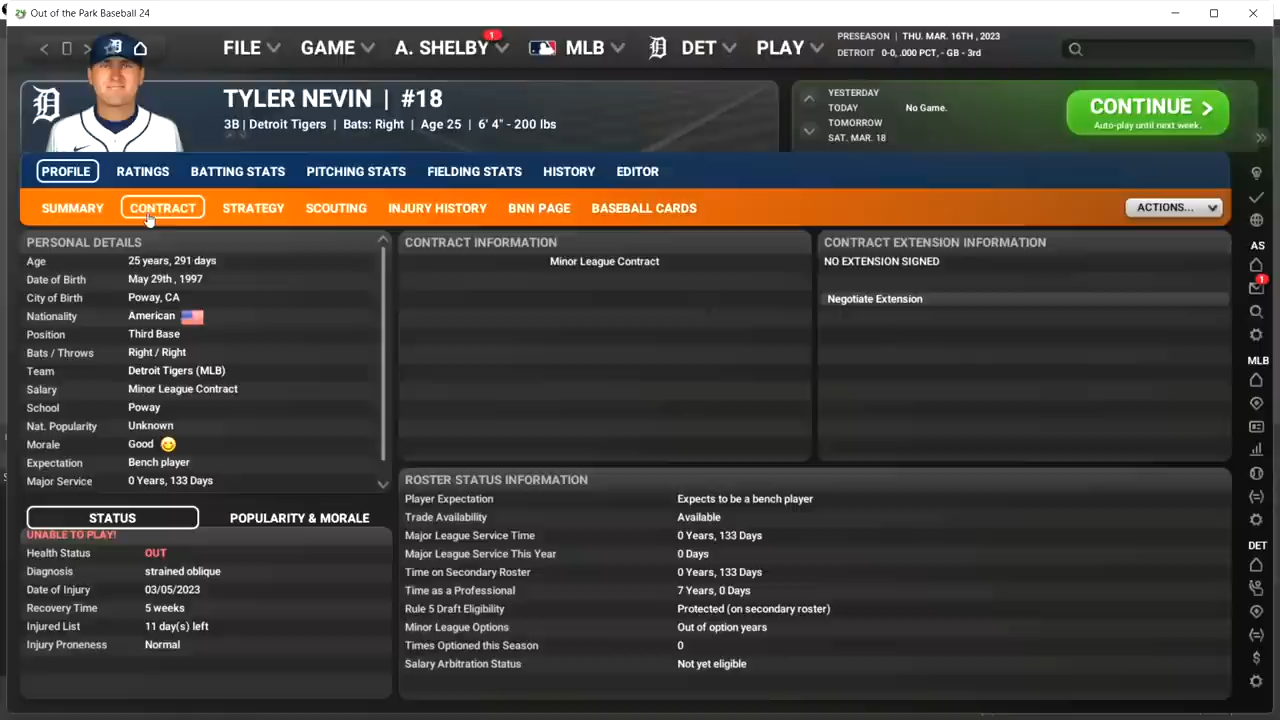 Out of the Park Baseball 24
FILE GAME A. SHELBY 1 MLB DET PLAY
PRESEASON | THU. MAR. 16TH , 2023
DETROIT 0-0, .000 PCT, - GB - 3rd
TYLER NEVIN | #18
3B | Detroit Tigers | Bats: Right | Age 25 | 6' 4" - 200 lbs
YESTERDAY
TODAY No Game.
TOMORROW
SAT. MAR. 18
CONTINUE >
Auto-play until next week.
PROFILE RATINGS BATTING STATS PITCHING STATS FIELDING STATS HISTORY EDITOR
SUMMARY CONTRACT STRATEGY SCOUTING INJURY HISTORY BNN PAGE BASEBALL CARDS ACTIONS...
PERSONAL DETAILS
Age 25 years, 291 days
Date of Birth May 29th , 1997
City of Birth Poway, CA
Nationality American
Position Third Base
Bats / Throws Right / Right
Team Detroit Tigers (MLB)
Salary Minor League Contract
School Poway
Nat. Popularity Unknown
Morale Good
Expectation Bench player
Major Service 0 Years, 133 Days
STATUS POPULARITY & MORALE
UNABLE TO PLAY!
Health Status OUT
Diagnosis strained oblique
Date of Injury 03/05/2023
Recovery Time 5 weeks
Injured List 11 day(s) left
Injury Proneness Normal
CONTRACT INFORMATION
Minor League Contract
CONTRACT EXTENSION INFORMATION
NO EXTENSION SIGNED
Negotiate Extension
ROSTER STATUS INFORMATION
Player Expectation Expects to be a bench player
Trade Availability Available
Major League Service Time 0 Years, 133 Days
Major League Service This Year 0 Days
Time on Secondary Roster 0 Years, 133 Days
Time as a Professional 7 Years, 0 Days
Rule 5 Draft Eligibility Protected (on secondary roster)
Minor League Options Out of option years
Times Optioned this Season 0
Salary Arbitration Status Not yet eligible
AS
1
MLB
DET